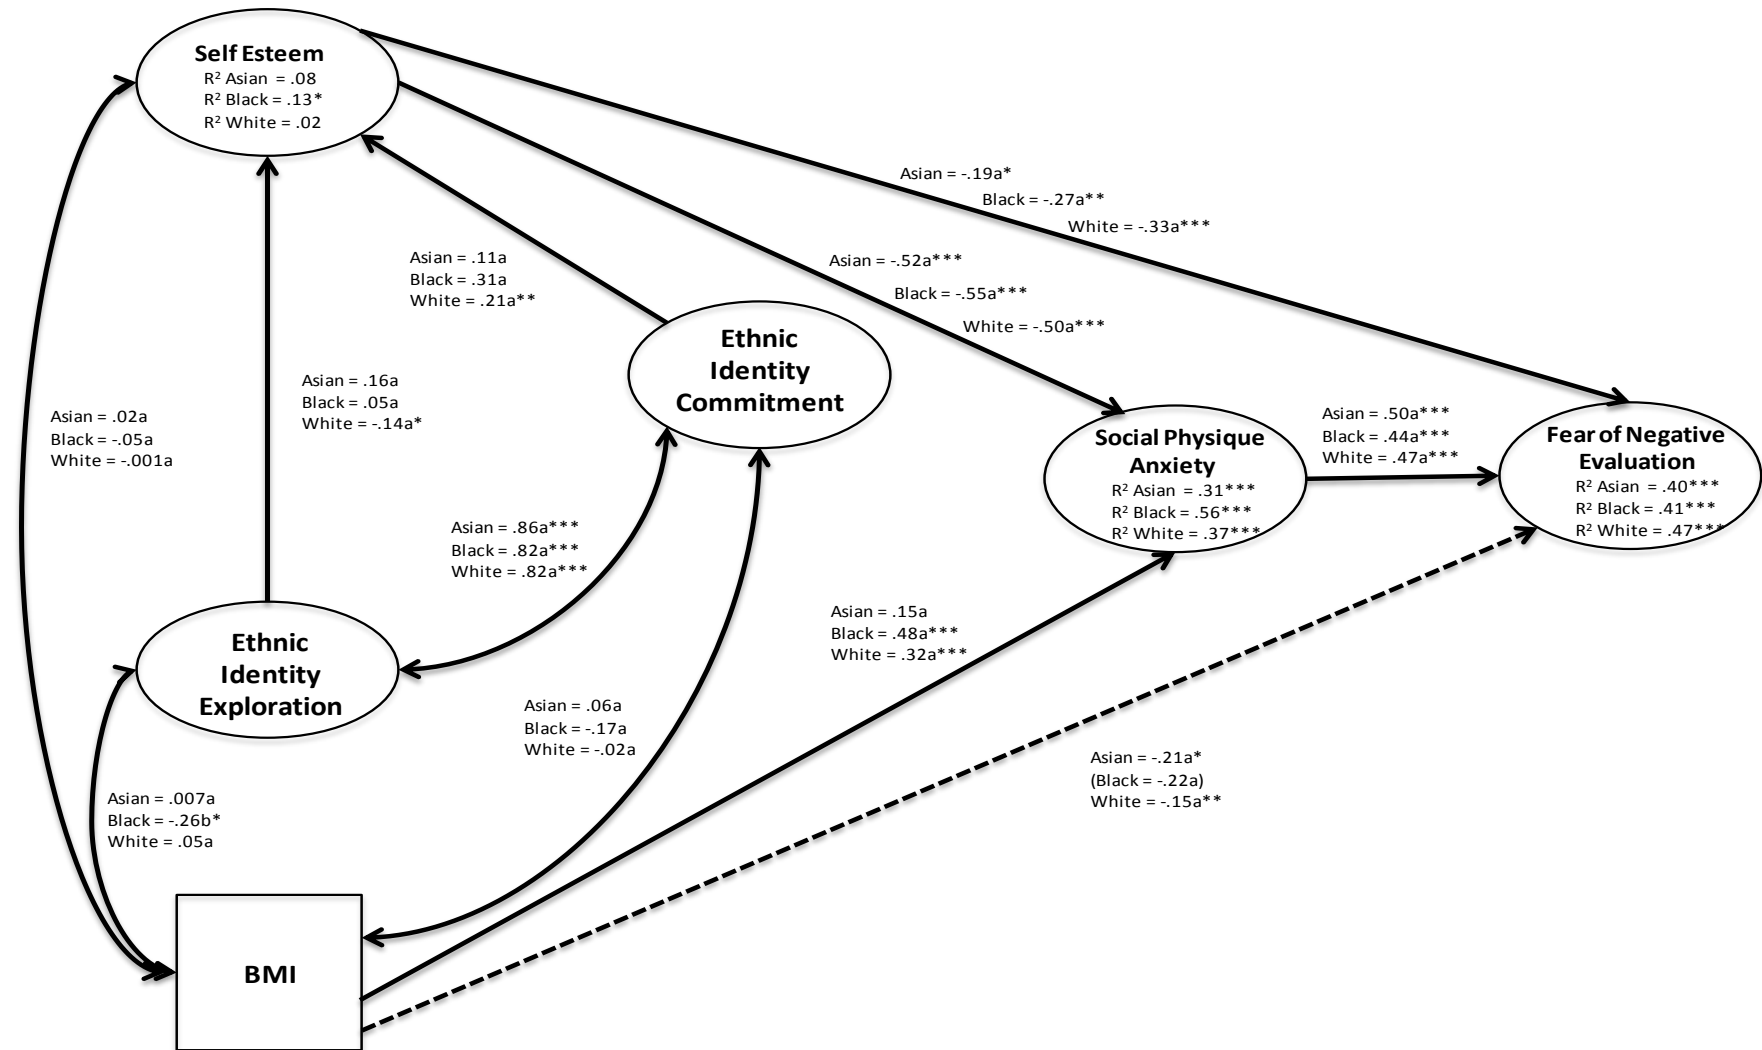 Self Esteem
R² Asian = .08
R² Black = .13*
R² White = .02
Asian = -.19a*
Black = -.27a**
White = -.33a***
Asian = -.52a***
Black = -.55a***
White = -.50a***
Asian = .11a
Black = .31a
White = .21a**
Ethnic
Identity
Commitment
Asian = .16a
Black = .05a
White = -.14a*
Asian = .02a
Black = -.05a
White = -.001a
Social Physique
Anxiety
R² Asian = .31***
R² Black = .56***
R² White = .37***
Asian = .50a***
Black = .44a***
White = .47a***
Fear of Negative
Evaluation
R² Asian = .40***
R² Black = .41***
R² White = .47***
Asian = .86a***
Black = .82a***
White = .82a***
Ethnic
Identity
Exploration
Asian = .15a
Black = .48a***
White = .32a***
Asian = .06a
Black = -.17a
White = -.02a
Asian = -.21a*
(Black = -.22a)
White = -.15a**
Asian = .007a
Black = -.26b*
White = .05a
BMI